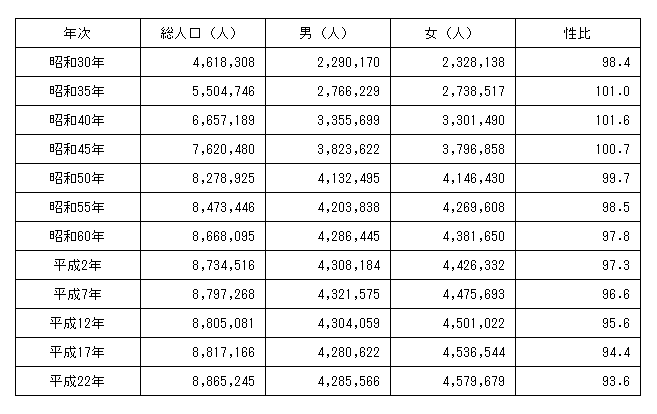 年次 総人口（人） 男（人） 女（人） 性比
昭和30年 4,618,308 2,290,170 2,328,138 98.4
昭和35年 5,504,746 2,766,229 2,738,517 101.0
昭和40年 6,657,189 3,355,699 3,301,490 101.6
昭和45年 7,620,480 3,823,622 3,796,858 100.7
昭和50年 8,278,925 4,132,495 4,146,430 99.7
昭和55年 8,473,446 4,203,838 4,269,608 98.5
昭和60年 8,668,095 4,286,445 4,381,650 97.8
平成2年 8,734,516 4,308,184 4,426,332 97.3
平成7年 8,797,268 4,321,575 4,475,693 96.6
平成12年 8,805,081 4,304,059 4,501,022 95.6
平成17年 8,817,166 4,280,622 4,536,544 94.4
平成22年 8,865,245 4,285,566 4,579,679 93.6